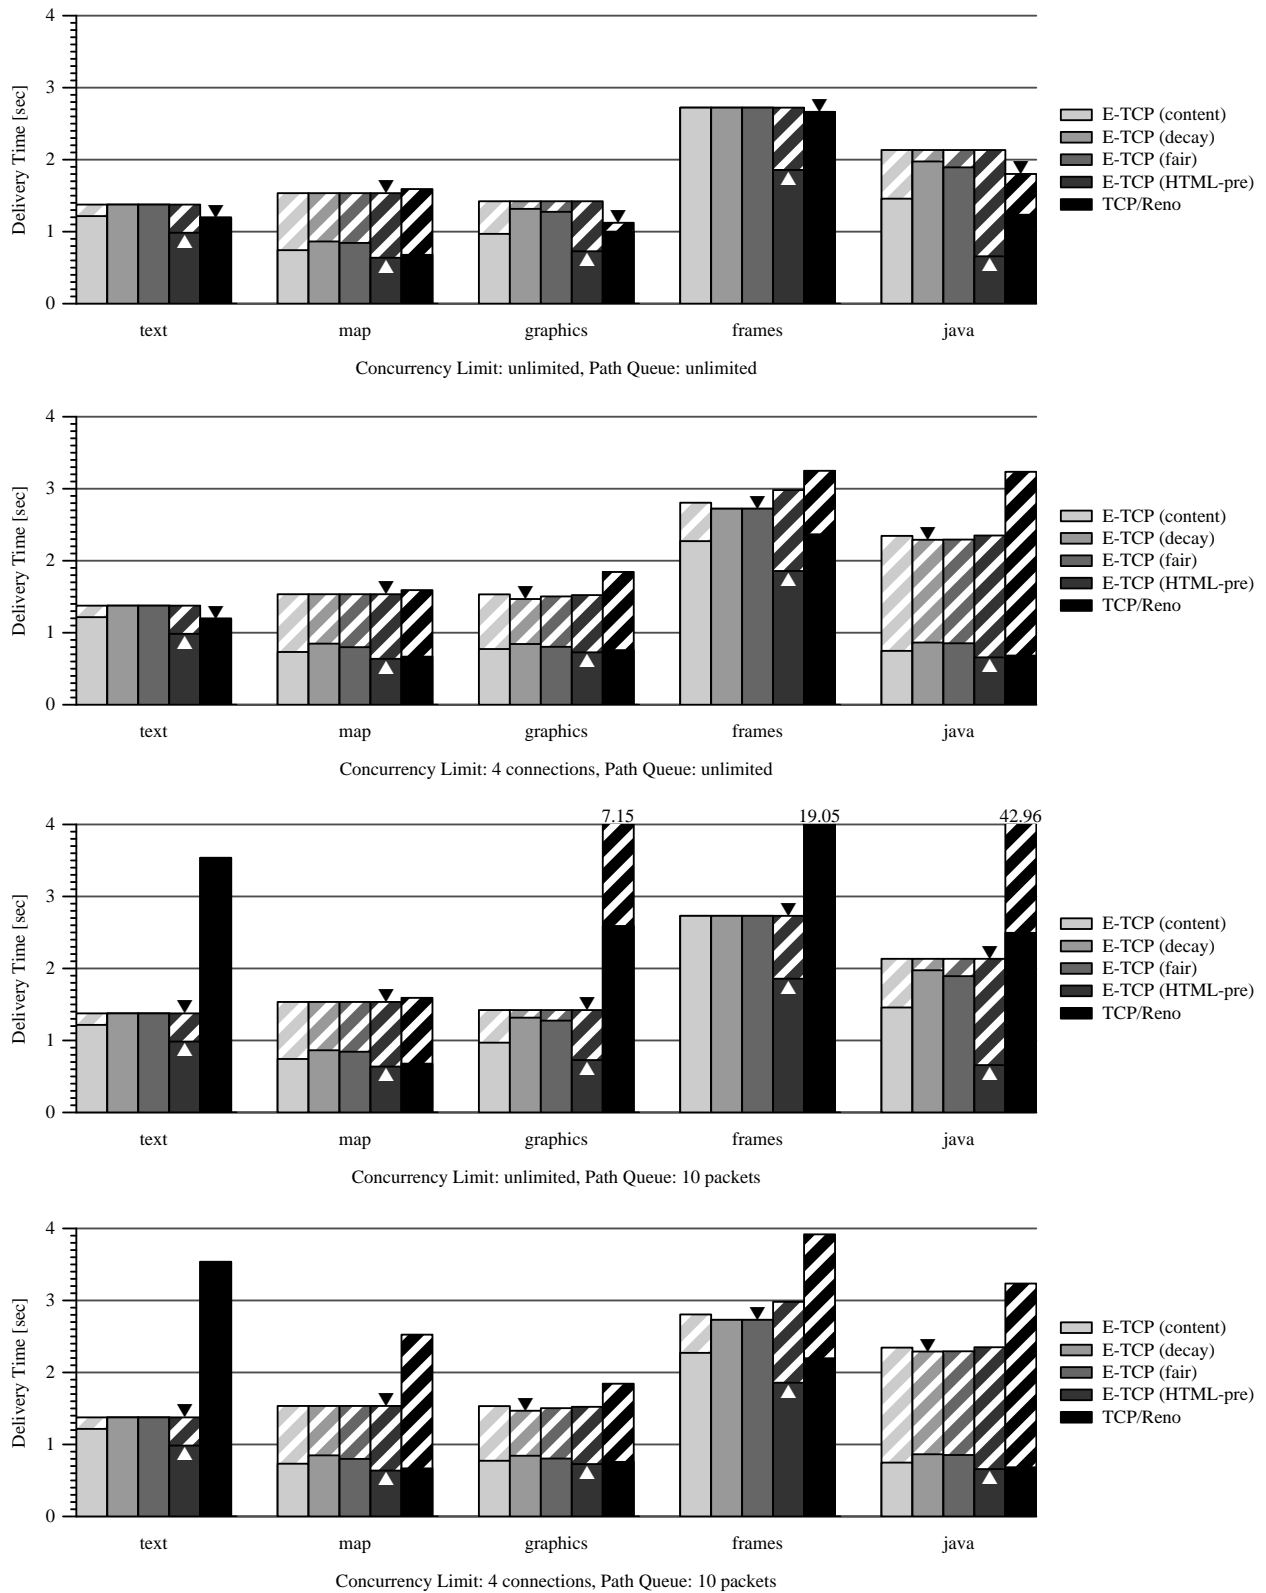 4
3
2
1
0
Delivery Time [sec]
text
map
graphics
frames
java
Concurrency Limit: unlimited, Path Queue: unlimited
E-TCP (content)
E-TCP (decay)
E-TCP (fair)
E-TCP (HTML-pre)
TCP/Reno
4
3
2
1
0
Delivery Time [sec]
text
map
graphics
frames
java
Concurrency Limit: 4 connections, Path Queue: unlimited
E-TCP (content)
E-TCP (decay)
E-TCP (fair)
E-TCP (HTML-pre)
TCP/Reno
7.15
19.05
42.96
4
3
2
1
0
Delivery Time [sec]
text
map
graphics
frames
java
Concurrency Limit: unlimited, Path Queue: 10 packets
E-TCP (content)
E-TCP (decay)
E-TCP (fair)
E-TCP (HTML-pre)
TCP/Reno
4
3
2
1
0
Delivery Time [sec]
text
map
graphics
frames
java
Concurrency Limit: 4 connections, Path Queue: 10 packets
E-TCP (content)
E-TCP (decay)
E-TCP (fair)
E-TCP (HTML-pre)
TCP/Reno